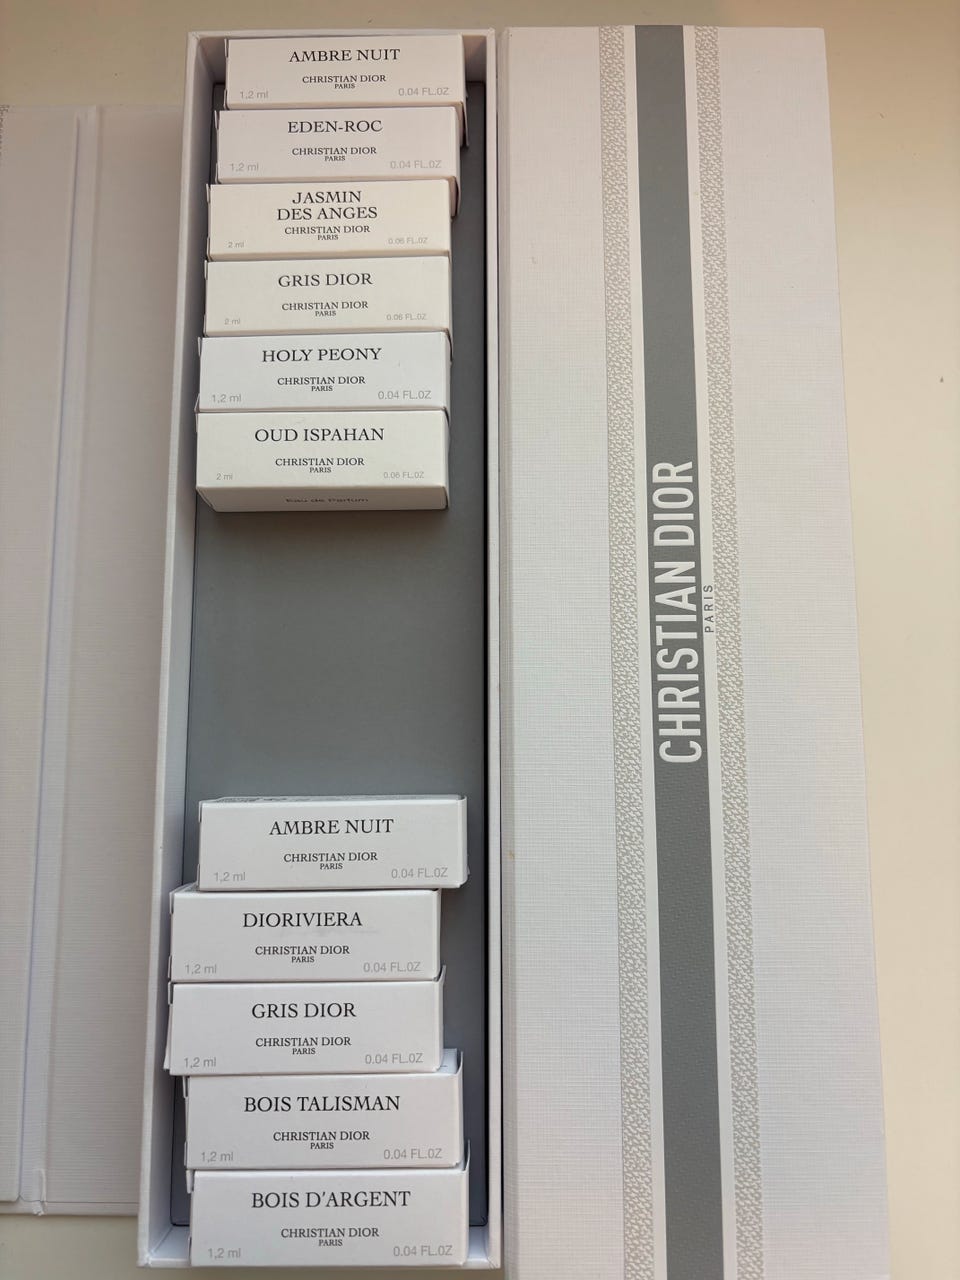 AMBRE NUIT
CHRISTIAN DIOR
PARIS
1,2 ml 0.04 FL.OZ
EDEN-ROC
CHRISTIAN DIOR
PARIS
1,2 ml 0.04 FL.OZ
JASMIN
DES ANGES
CHRISTIAN DIOR
PARIS
2 ml 0.06 FL.OZ
GRIS DIOR
CHRISTIAN DIOR
PARIS
2 ml 0.06 FL.OZ
HOLY PEONY
CHRISTIAN DIOR
PARIS
1,2 ml 0.04 FL.OZ
OUD ISPAHAN
CHRISTIAN DIOR
PARIS
2 ml 0.06 FL.OZ
Eau de Parfum
AMBRE NUIT
CHRISTIAN DIOR
PARIS
1,2 ml 0.04 FL.OZ
DIORIVIERA
CHRISTIAN DIOR
PARIS
1,2 ml 0.04 FL.OZ
GRIS DIOR
CHRISTIAN DIOR
PARIS
1,2 ml 0.04 FL.OZ
BOIS TALISMAN
CHRISTIAN DIOR
PARIS
1,2 ml 0.04 FL.OZ
BOIS D'ARGENT
CHRISTIAN DIOR
PARIS
1,2 ml 0.04 FL.OZ
CHRISTIAN DIOR
PARIS